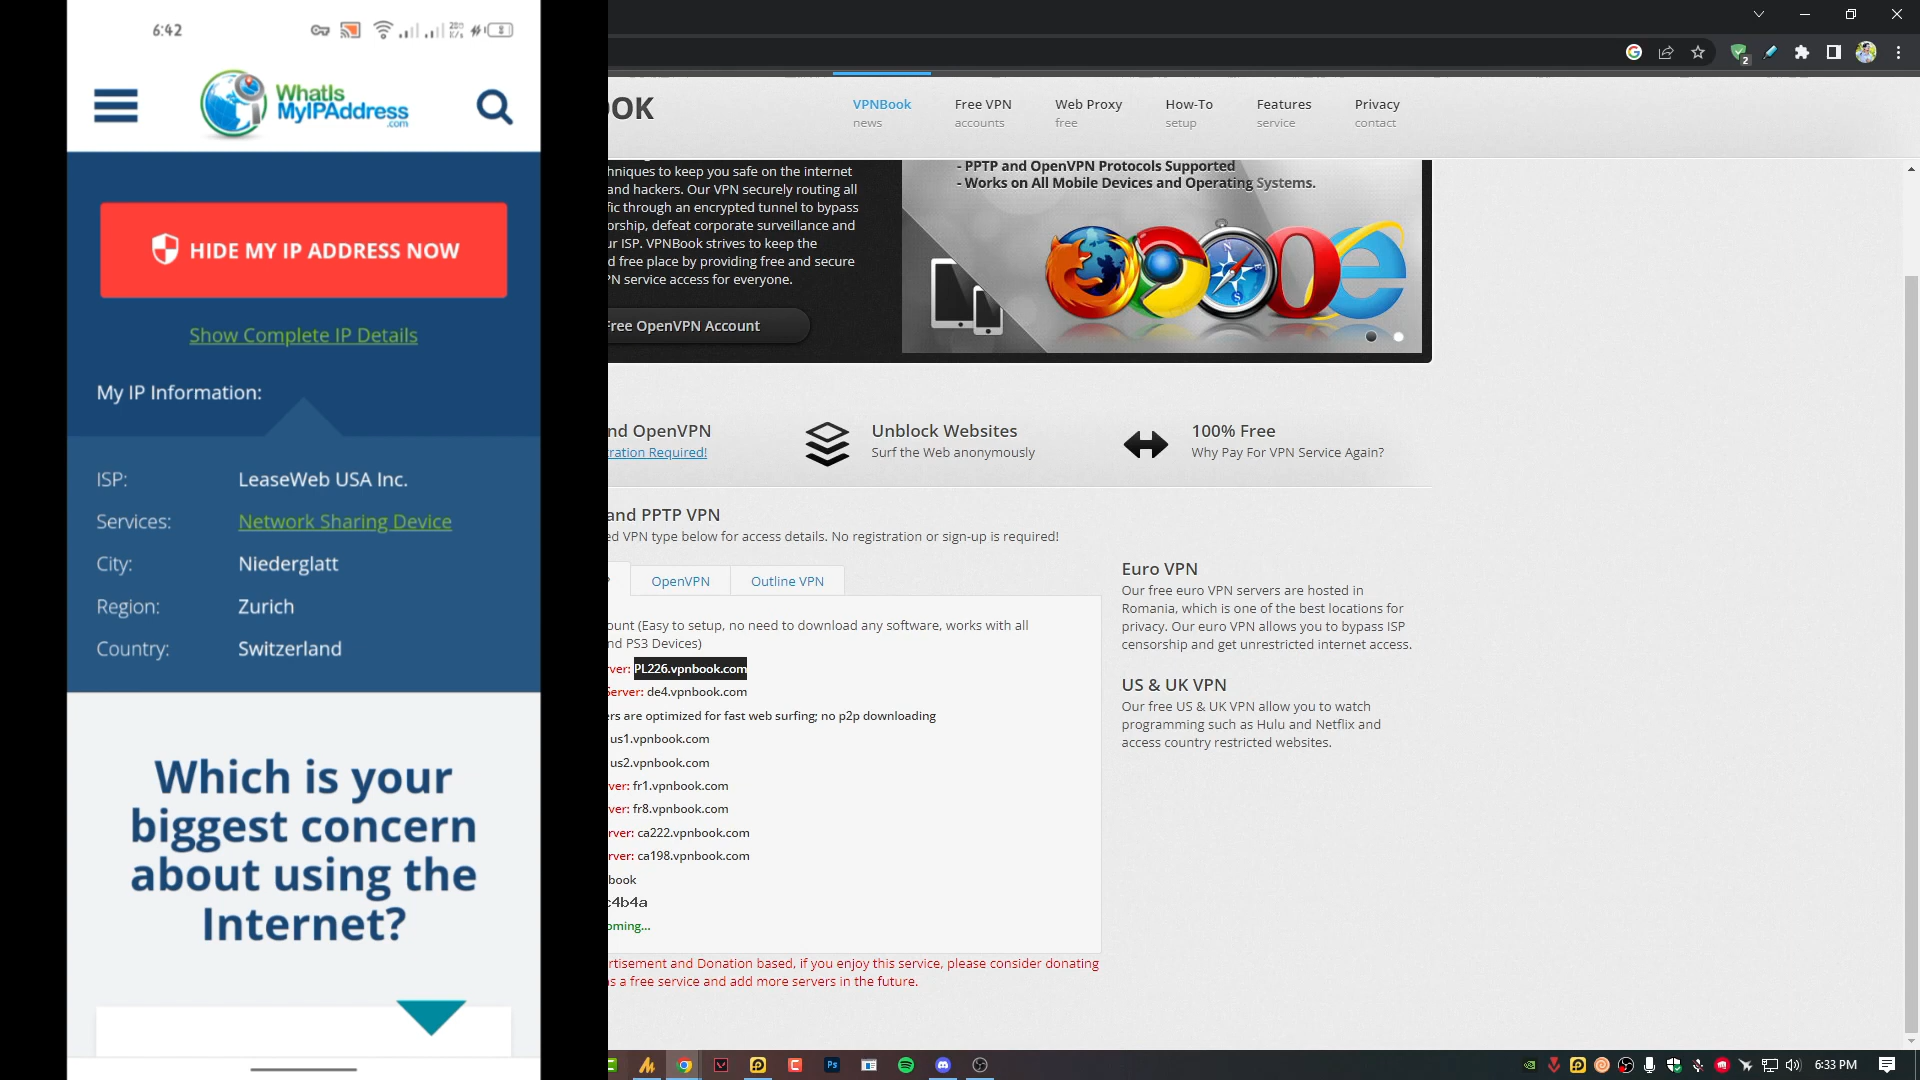 6:42
WhatIs
MyIPAddress
.com
HIDE MY IP ADDRESS NOW
Show Complete IP Details
My IP Information:
ISP: LeaseWeb USA Inc.
Services: Network Sharing Device
City: Niederglatt
Region: Zurich
Country: Switzerland
Which is your
biggest concern
about using the
Internet?
2
OOK
VPNBook
news
Free VPN
accounts
Web Proxy
free
How-To
setup
Features
service
Privacy
contact
hniques to keep you safe on the internet
and hackers. Our VPN securely routing all
fic through an encrypted tunnel to bypass
orship, defeat corporate surveillance and
ur ISP. VPNBook strives to keep the
d free place by providing free and secure
PN service access for everyone.
Free OpenVPN Account
- PPTP and OpenVPN Protocols Supported
- Works on All Mobile Devices and Operating Systems.
nd OpenVPN
ration Required!
Unblock Websites
Surf the Web anonymously
100% Free
Why Pay For VPN Service Again?
and PPTP VPN
ed VPN type below for access details. No registration or sign-up is required!
OpenVPN
Outline VPN
ount (Easy to setup, no need to download any software, works with all
nd PS3 Devices)
rver: PL226.vpnbook.com
Server: de4.vpnbook.com
ers are optimized for fast web surfing; no p2p downloading
us1.vpnbook.com
us2.vpnbook.com
ver: fr1.vpnbook.com
ver: fr8.vpnbook.com
rver: ca222.vpnbook.com
rver: ca198.vpnbook.com
book
c4b4a
oming...
rtisement and Donation based, if you enjoy this service, please consider donating
as a free service and add more servers in the future.
Euro VPN
Our free euro VPN servers are hosted in
Romania, which is one of the best locations for
privacy. Our euro VPN allows you to bypass ISP
censorship and get unrestricted internet access.
US & UK VPN
Our free US & UK VPN allow you to watch
programming such as Hulu and Netflix and
access country restricted websites.
6:33 PM